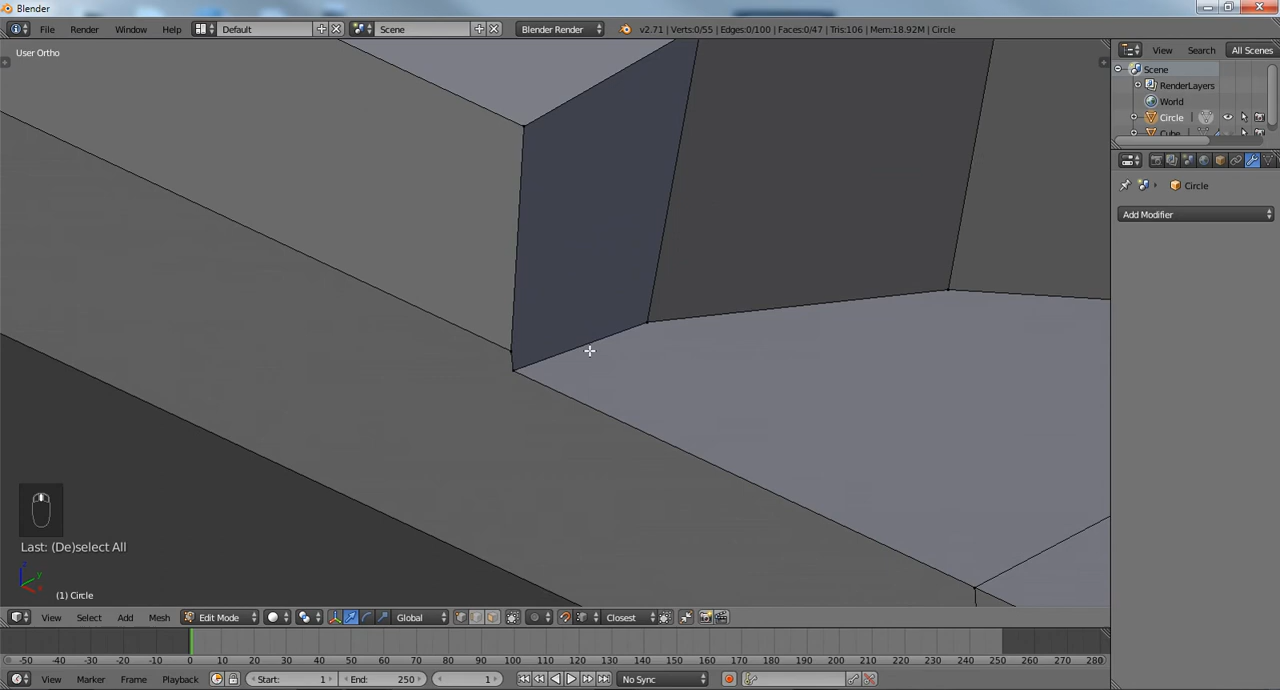 Blender
File Render Window Help Default Scene Blender Render v2.71 | Verts:0/55 | Edges:0/100 | Faces:0/47 | Tris:106 | Mem:18.92M | Circle
User Ortho
View Search All Scenes
Scene
RenderLayers
World
Circle
Cube
Circle
Add Modifier
Last: (De)select All
z
y
x
(1) Circle
View Select Add Mesh Edit Mode Global Closest
-50 -40 -30 -20 -10 0 10 20 30 40 50 60 70 80 90 100 110 120 130 140 150 160 170 180 190 200 210 220 230 240 250 260 270 280
View Marker Frame Playback Start: 1 End: 250 1 No Sync